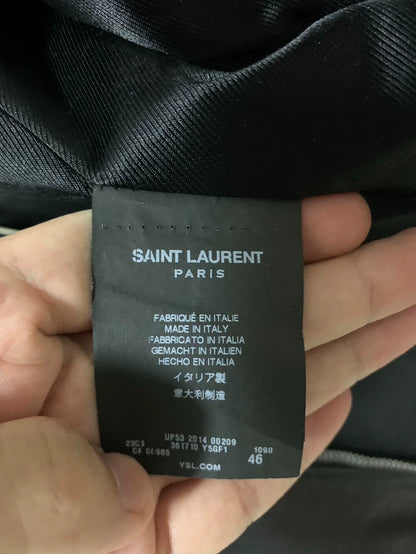 SAINT LAURENT
PARIS
FABRIQUÉ EN ITALIE
MADE IN ITALY
FABBRICATO IN ITALIA
GEMACHT IN ITALIEN
HECHO EN ITALIA
イタリア製
意大利制造
UP53 2014 00209
361710 Y5GF1
1090
CA 06985
46
YSL.COM